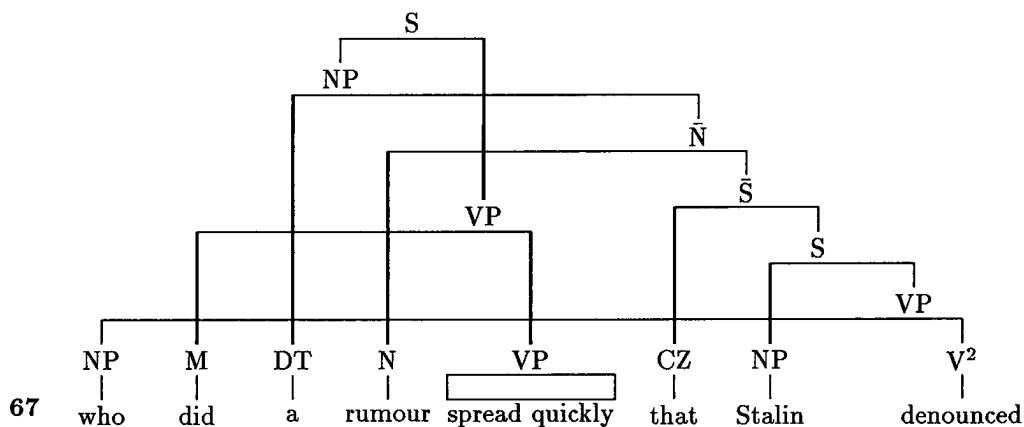 S
NP
N̄
S̄
VP
S
VP
NP M DT N VP CZ NP V²
67 who did a rumour spread quickly that Stalin denounced